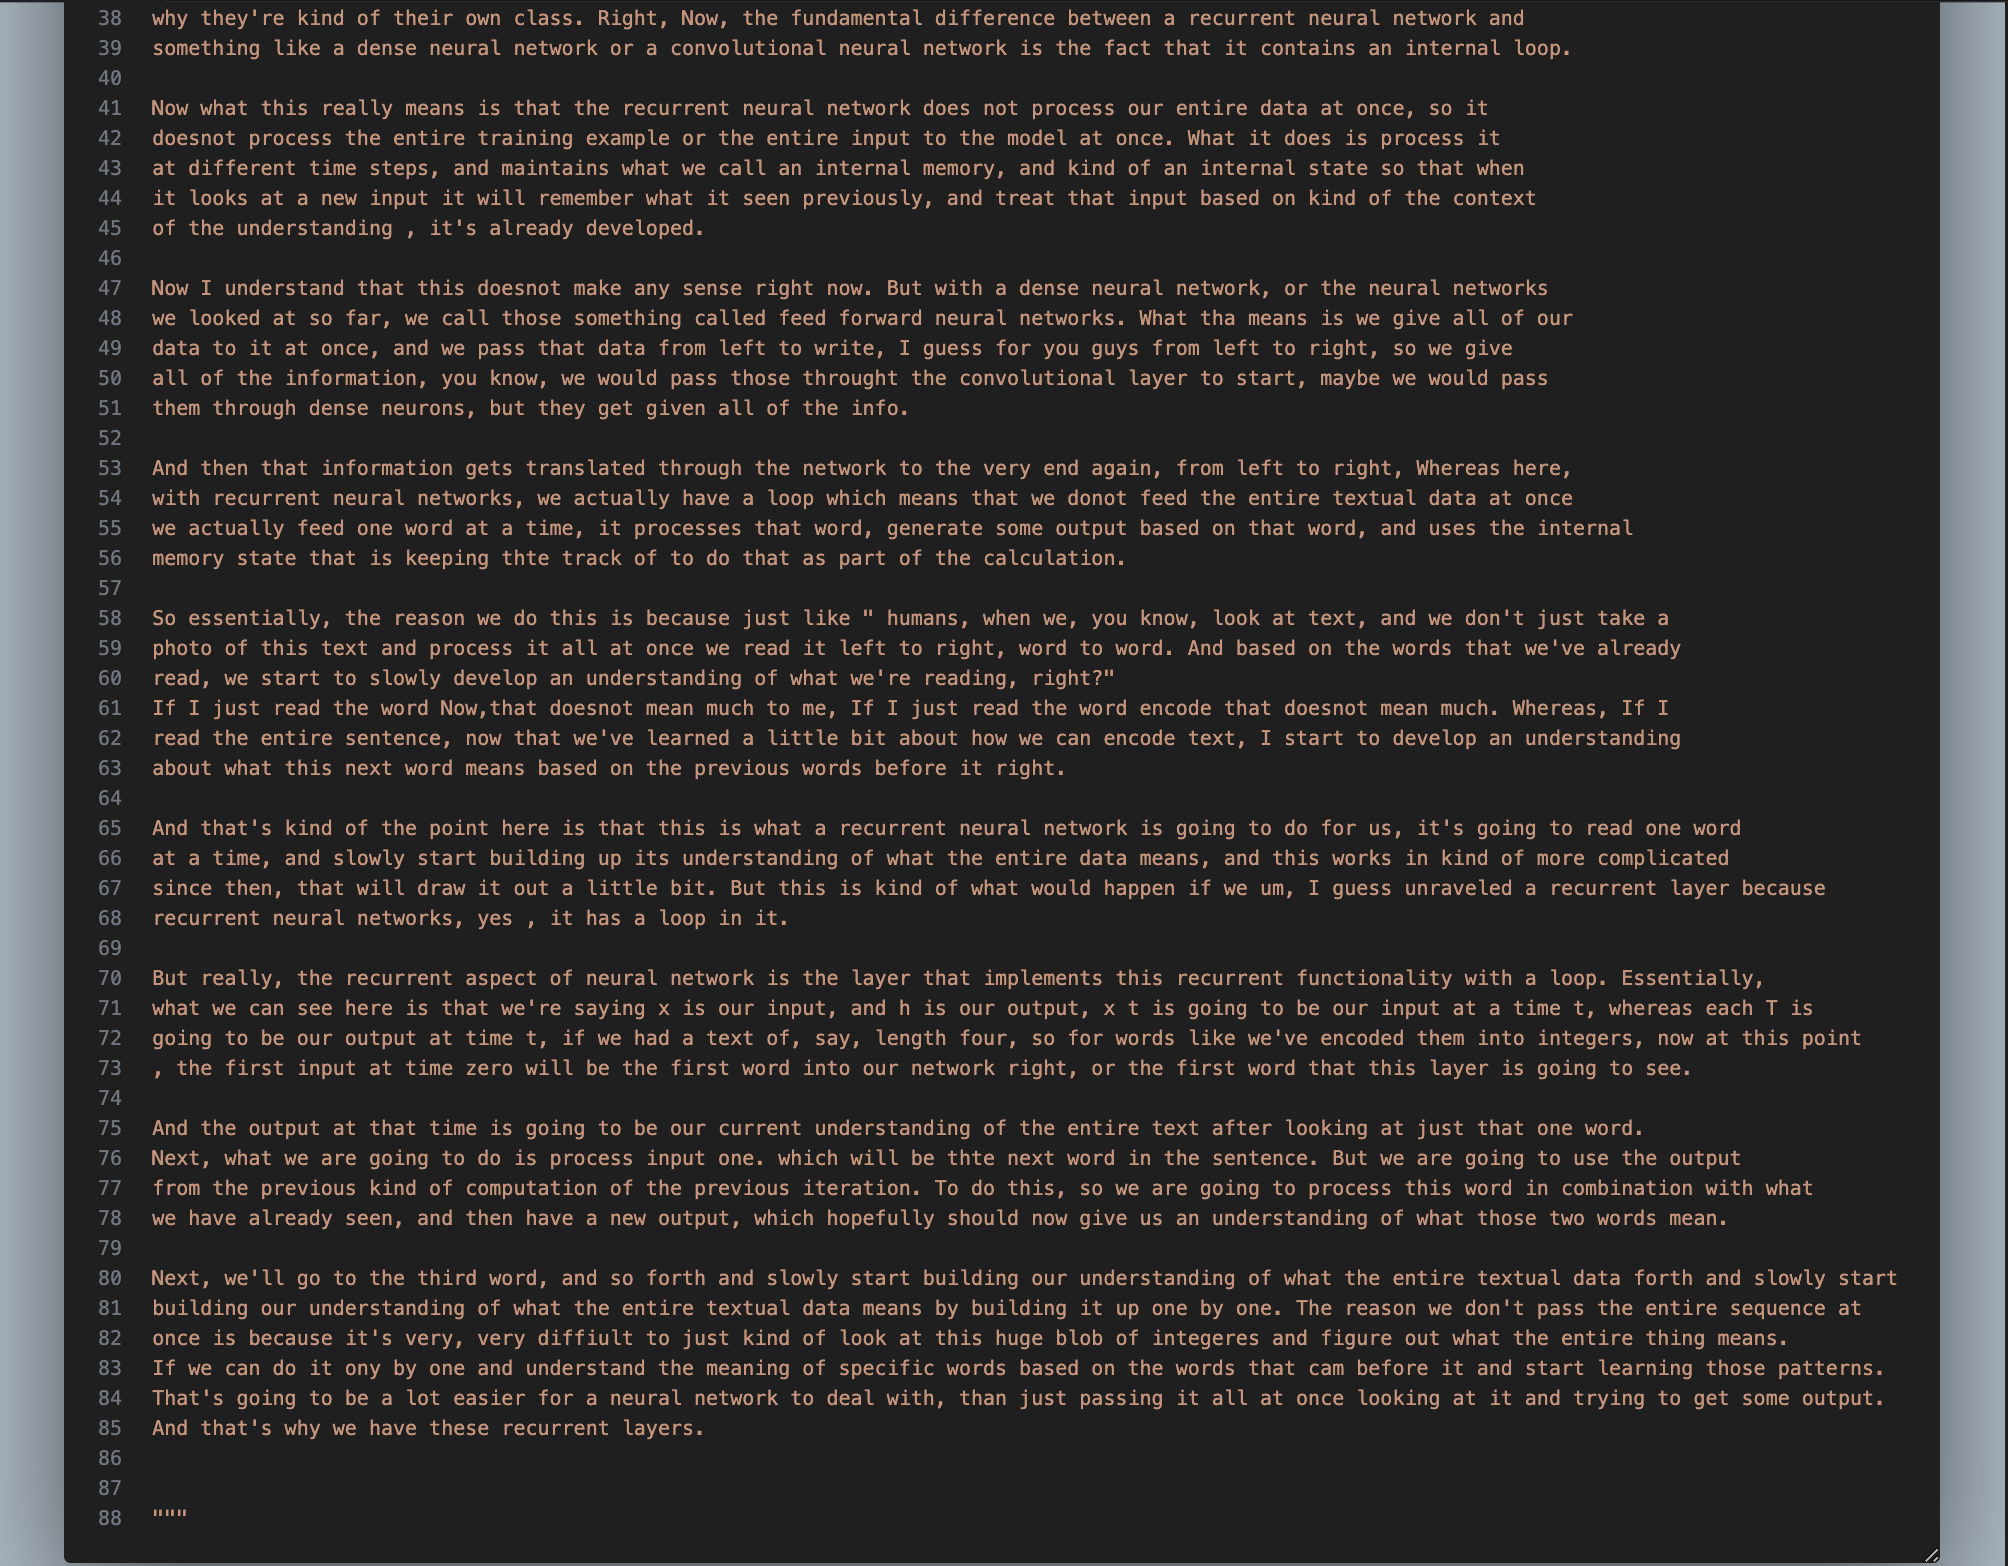 38 why they're kind of their own class. Right, Now, the fundamental difference between a recurrent neural network and
39 something like a dense neural network or a convolutional neural network is the fact that it contains an internal loop.
40
41 Now what this really means is that the recurrent neural network does not process our entire data at once, so it
42 doesnot process the entire training example or the entire input to the model at once. What it does is process it
43 at different time steps, and maintains what we call an internal memory, and kind of an internal state so that when
44 it looks at a new input it will remember what it seen previously, and treat that input based on kind of the context
45 of the understanding , it's already developed.
46
47 Now I understand that this doesnot make any sense right now. But with a dense neural network, or the neural networks
48 we looked at so far, we call those something called feed forward neural networks. What tha means is we give all of our
49 data to it at once, and we pass that data from left to write, I guess for you guys from left to right, so we give
50 all of the information, you know, we would pass those throught the convolutional layer to start, maybe we would pass
51 them through dense neurons, but they get given all of the info.
52
53 And then that information gets translated through the network to the very end again, from left to right, Whereas here,
54 with recurrent neural networks, we actually have a loop which means that we donot feed the entire textual data at once
55 we actually feed one word at a time, it processes that word, generate some output based on that word, and uses the internal
56 memory state that is keeping thte track of to do that as part of the calculation.
57
58 So essentially, the reason we do this is because just like " humans, when we, you know, look at text, and we don't just take a
59 photo of this text and process it all at once we read it left to right, word to word. And based on the words that we've already
60 read, we start to slowly develop an understanding of what we're reading, right?"
61 If I just read the word Now,that doesnot mean much to me, If I just read the word encode that doesnot mean much. Whereas, If I
62 read the entire sentence, now that we've learned a little bit about how we can encode text, I start to develop an understanding
63 about what this next word means based on the previous words before it right.
64
65 And that's kind of the point here is that this is what a recurrent neural network is going to do for us, it's going to read one word
66 at a time, and slowly start building up its understanding of what the entire data means, and this works in kind of more complicated
67 since then, that will draw it out a little bit. But this is kind of what would happen if we um, I guess unraveled a recurrent layer because
68 recurrent neural networks, yes , it has a loop in it.
69
70 But really, the recurrent aspect of neural network is the layer that implements this recurrent functionality with a loop. Essentially,
71 what we can see here is that we're saying x is our input, and h is our output, x t is going to be our input at a time t, whereas each T is
72 going to be our output at time t, if we had a text of, say, length four, so for words like we've encoded them into integers, now at this point
73 , the first input at time zero will be the first word into our network right, or the first word that this layer is going to see.
74
75 And the output at that time is going to be our current understanding of the entire text after looking at just that one word.
76 Next, what we are going to do is process input one. which will be thte next word in the sentence. But we are going to use the output
77 from the previous kind of computation of the previous iteration. To do this, so we are going to process this word in combination with what
78 we have already seen, and then have a new output, which hopefully should now give us an understanding of what those two words mean.
79
80 Next, we'll go to the third word, and so forth and slowly start building our understanding of what the entire textual data forth and slowly start
81 building our understanding of what the entire textual data means by building it up one by one. The reason we don't pass the entire sequence at
82 once is because it's very, very diffiult to just kind of look at this huge blob of integeres and figure out what the entire thing means.
83 If we can do it ony by one and understand the meaning of specific words based on the words that cam before it and start learning those patterns.
84 That's going to be a lot easier for a neural network to deal with, than just passing it all at once looking at it and trying to get some output.
85 And that's why we have these recurrent layers.
86
87
88 """